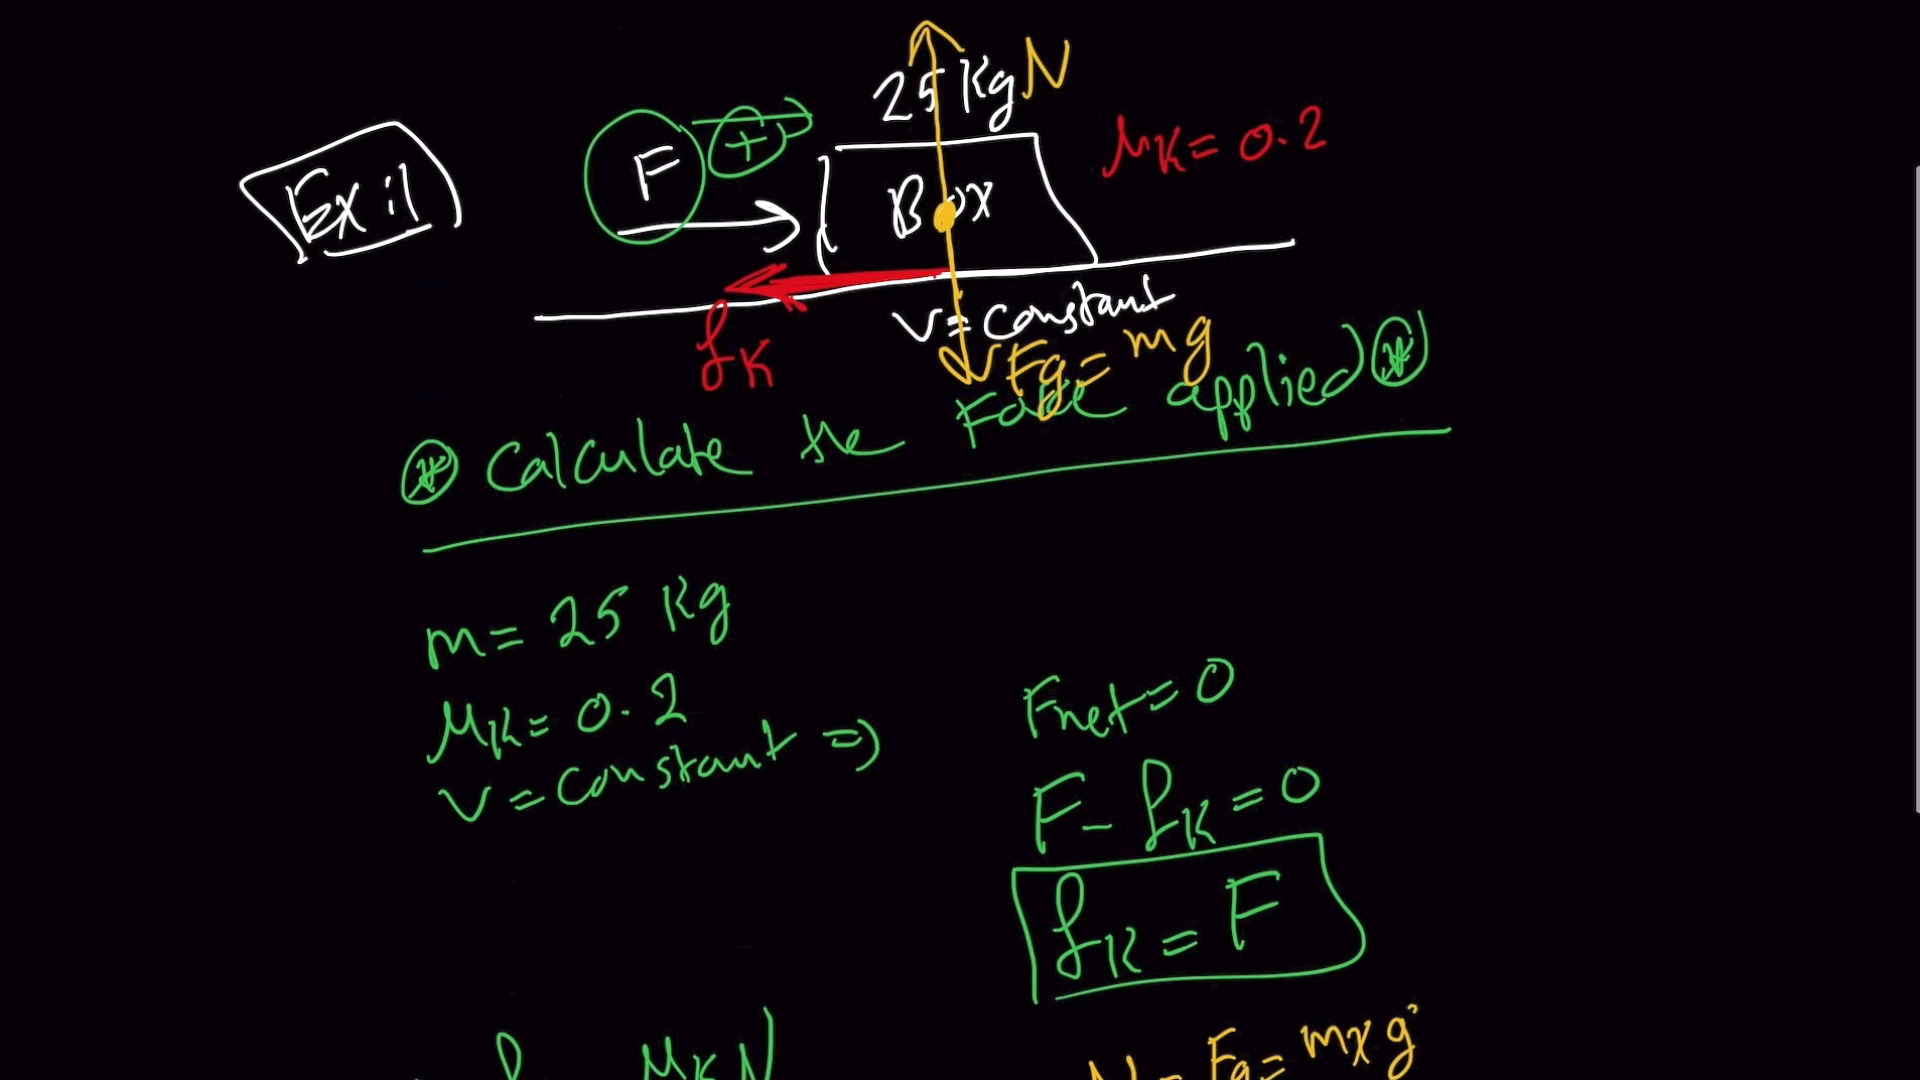 25 Kg N
Ex:1
F
+
Box
μK = 0.2
fK
V = constant
Fg = mg
* Calculate the Force applied *
m = 25 Kg
μK = 0.2
V = constant ⇒
Fnet = 0
F - fK = 0
fK = F
f μK N
N = Fg = m x g